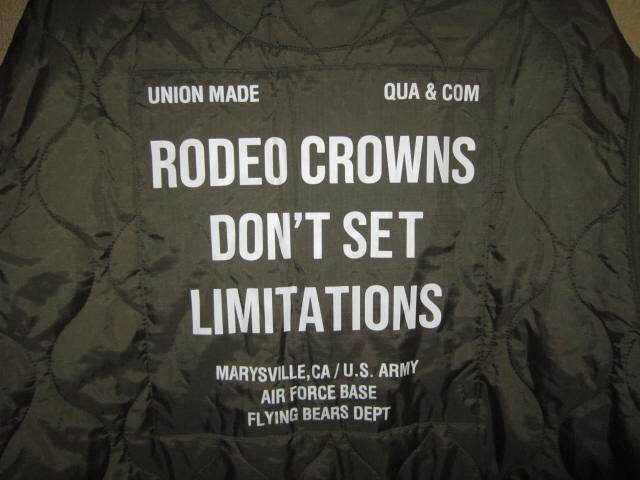 UNION MADE QUA & COM
RODEO CROWNS
DON'T SET
LIMITATIONS
MARYSVILLE, CA / U.S. ARMY
AIR FORCE BASE
FLYING BEARS DEPT